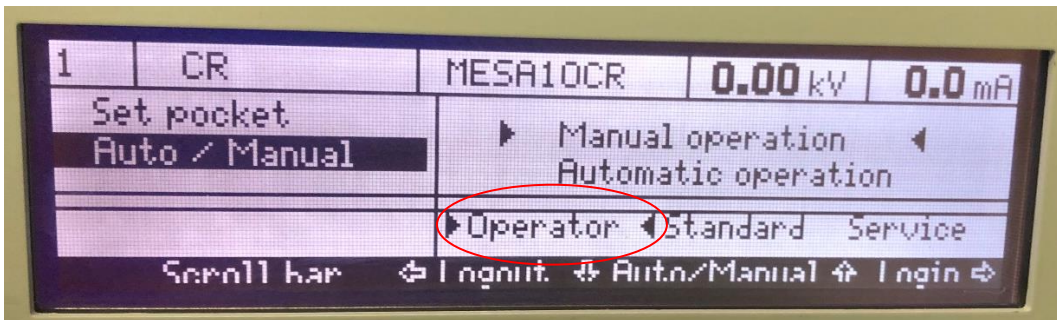 1 CR MESA10CR 0.00 kV 0.0 mA
Set pocket
Auto / Manual
Manual operation
Automatic operation
Operator Standard Service
Scroll bar Logout Auto/Manual Login